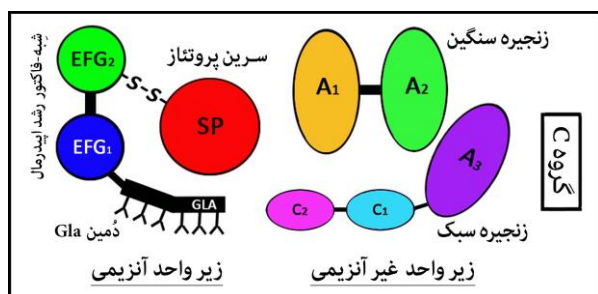 شِبه-فاکتور رشد اپیدرمال
EFG2
S-S
EFG1
سرین پروتئاز
SP
GLA
دُمین Gla
زیر واحد آنزیمی
زنجیره سنگین
A1
A2
A3
C2
C1
زنجیره سبک
زیر واحد غیر آنزیمی
گروه C